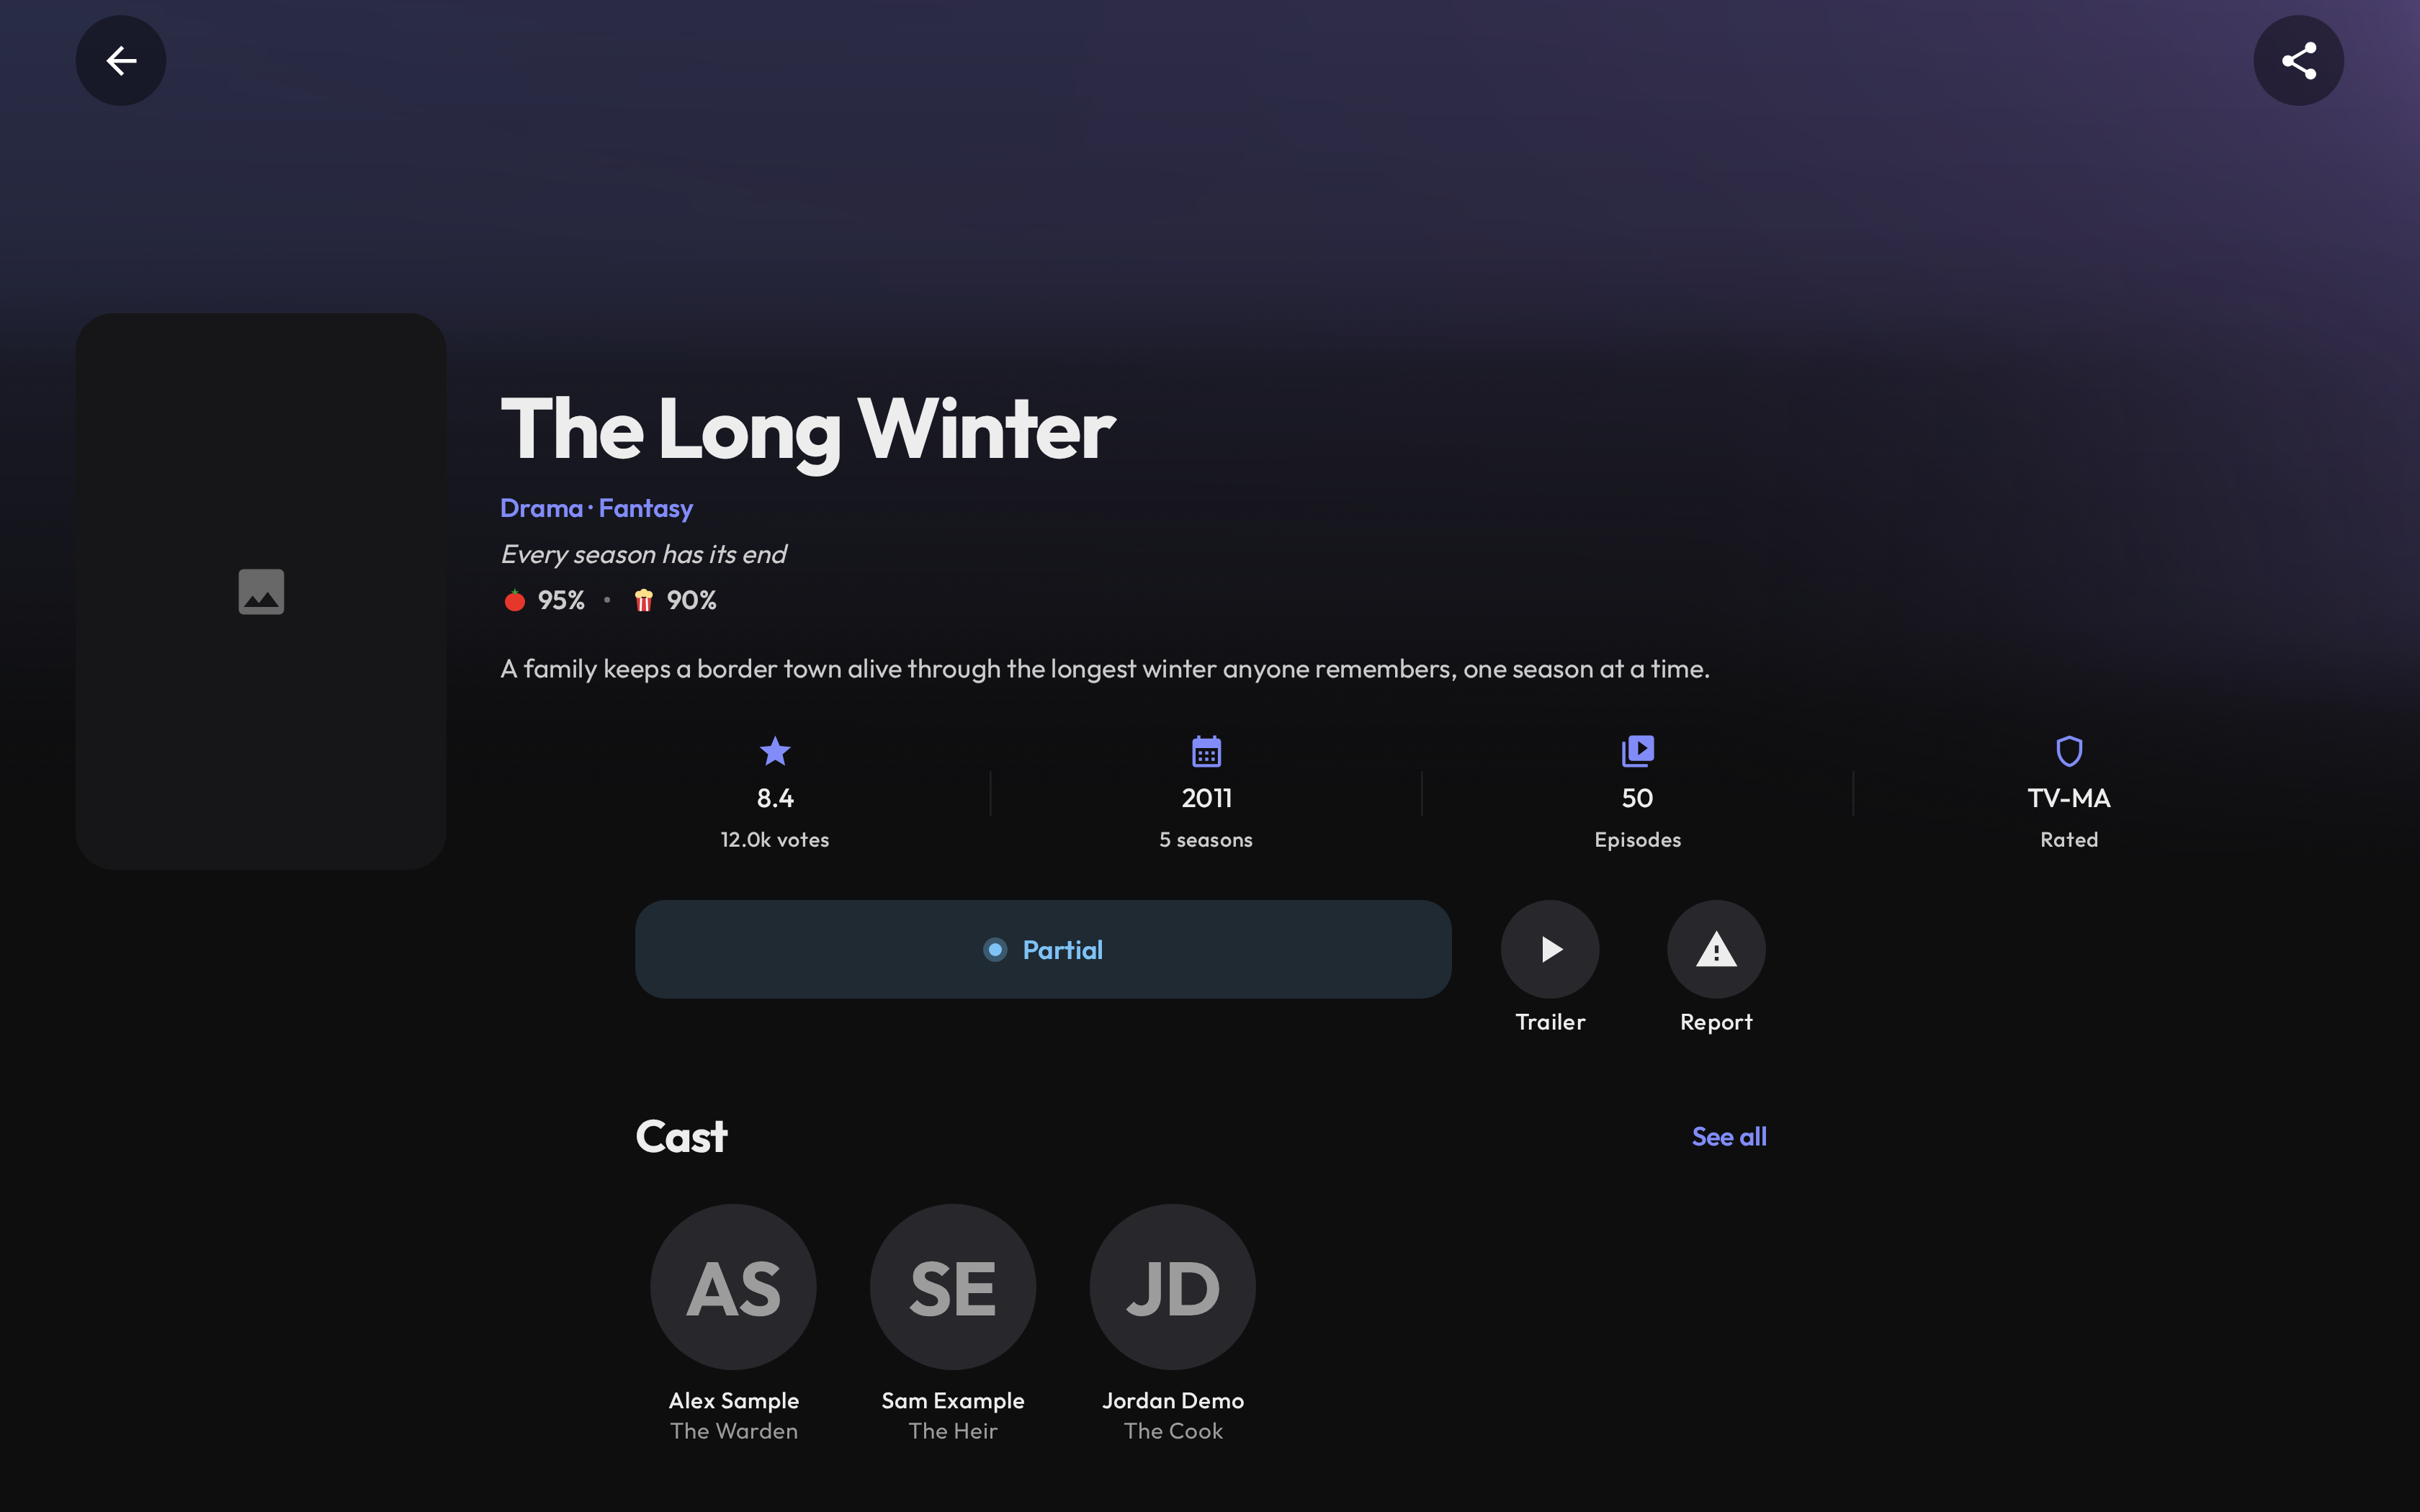 The Long Winter
Drama · Fantasy
Every season has its end
95% • 90%
A family keeps a border town alive through the longest winter anyone remembers, one season at a time.
8.4 2011 50 TV-MA
12.0k votes 5 seasons Episodes Rated
Partial
Trailer Report
Cast See all
AS SE JD
Alex Sample Sam Example Jordan Demo
The Warden The Heir The Cook